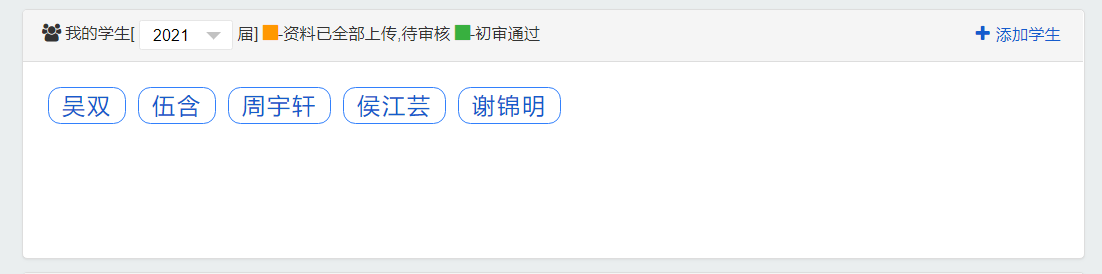 我的学生[ 2021 届] -资料已全部上传,待审核 -初审通过 添加学生
吴双 伍含 周宇轩 侯江芸 谢锦明